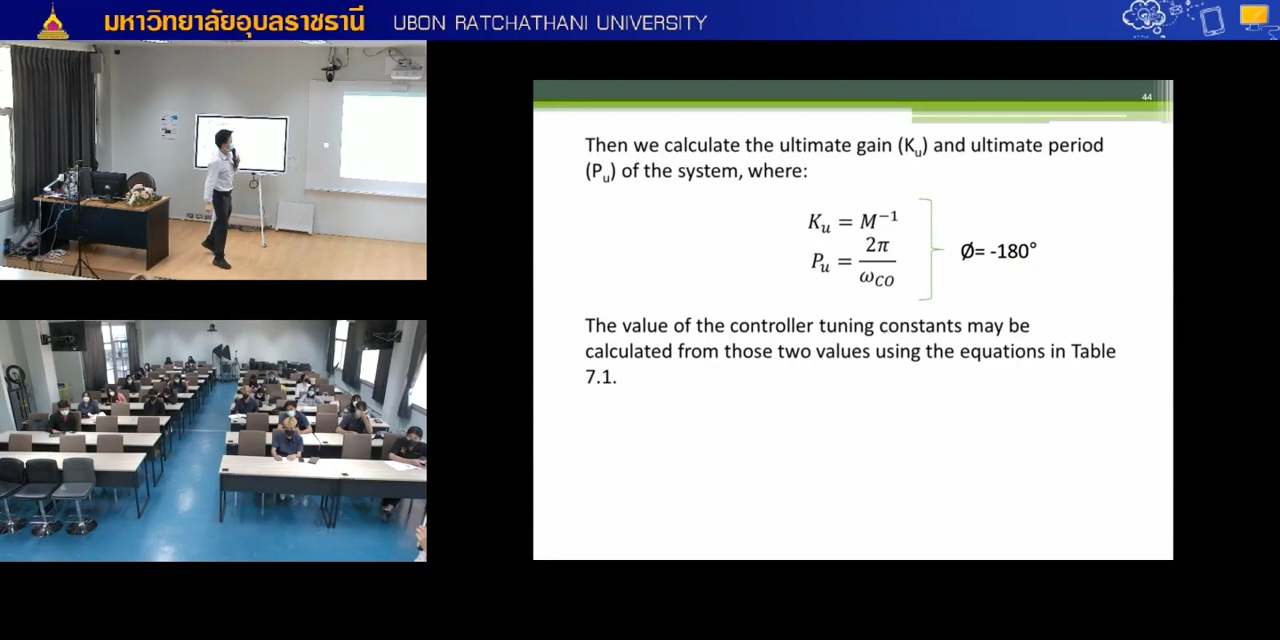 มหาวิทยาลัยอุบลราชธานี UBON RATCHATHANI UNIVERSITY
44
Then we calculate the ultimate gain (Ku) and ultimate period
(Pu) of the system, where:
Ku = M⁻¹
Pu = 2π / ωCO
Ø= -180°
The value of the controller tuning constants may be
calculated from those two values using the equations in Table
7.1.